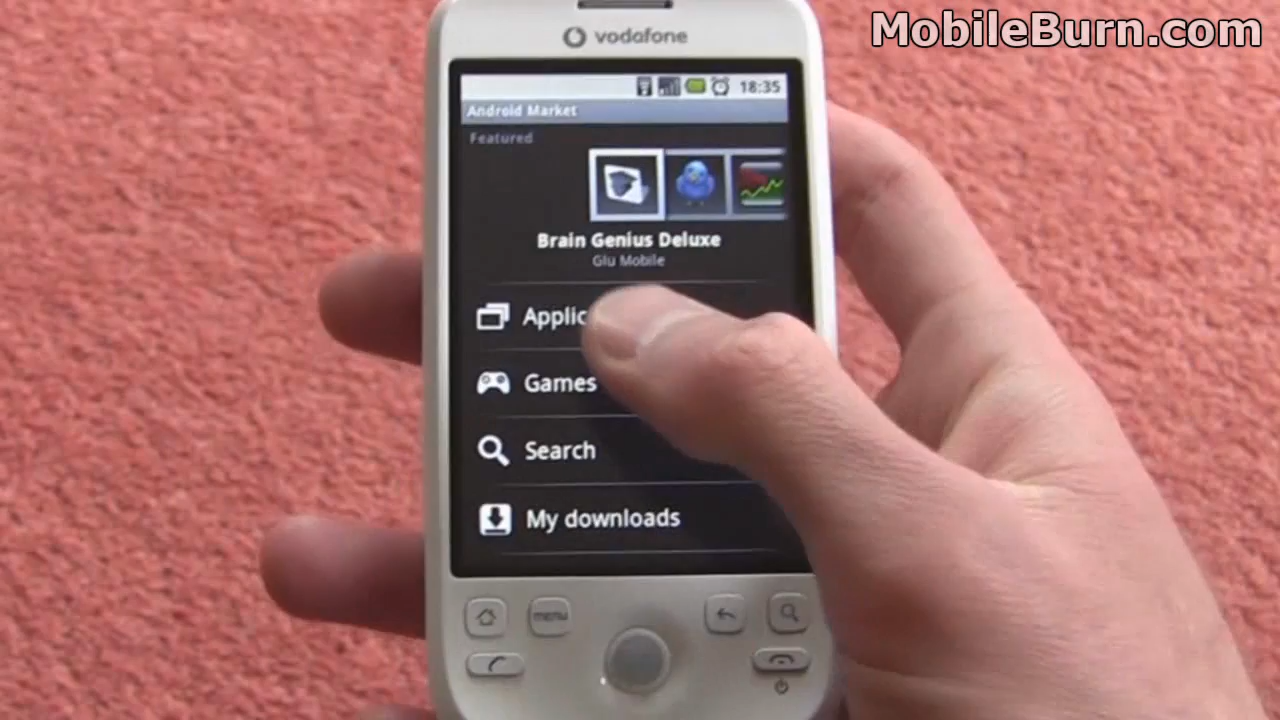 MobileBurn.com
vodafone
18:35
Android Market
Featured
Brain Genius Deluxe
Glu Mobile
Applic
Games
Search
My downloads
MENU